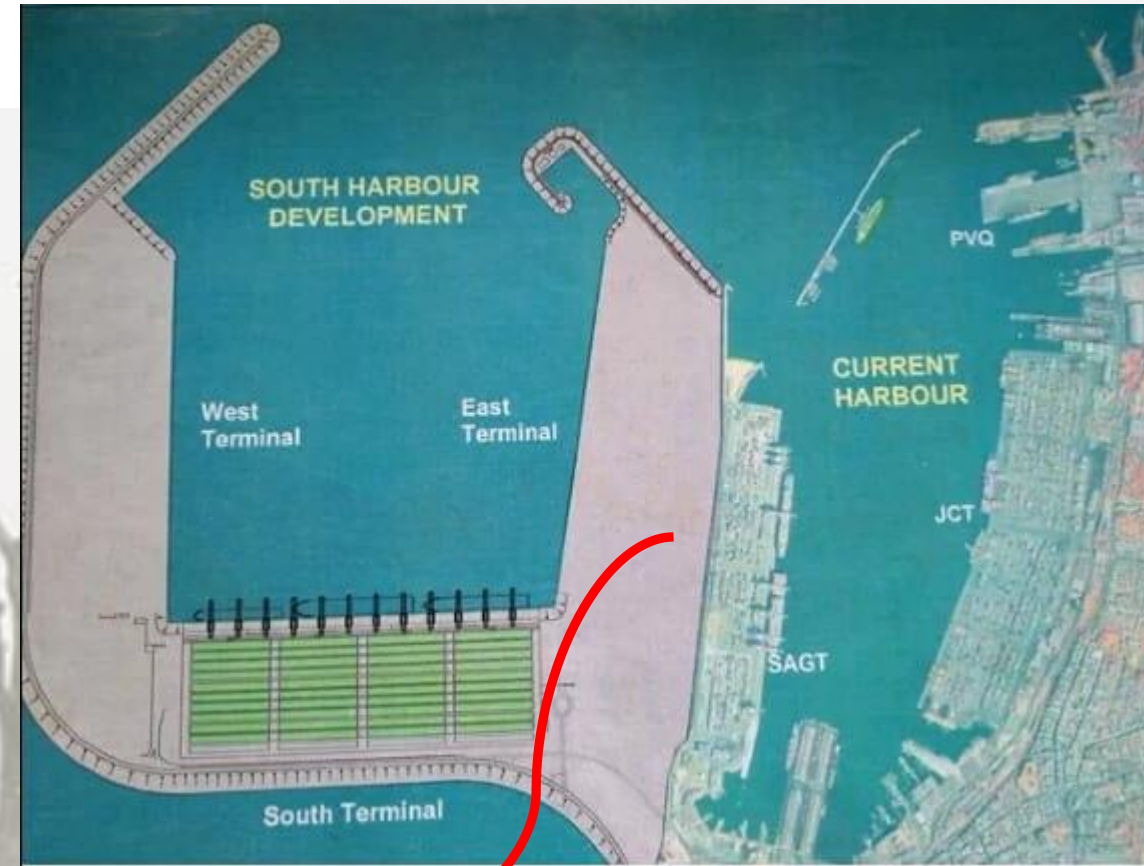 SOUTH HARBOUR
DEVELOPMENT
PVQ
CURRENT
HARBOUR
West
Terminal
East
Terminal
JCT
SAGT
South Terminal